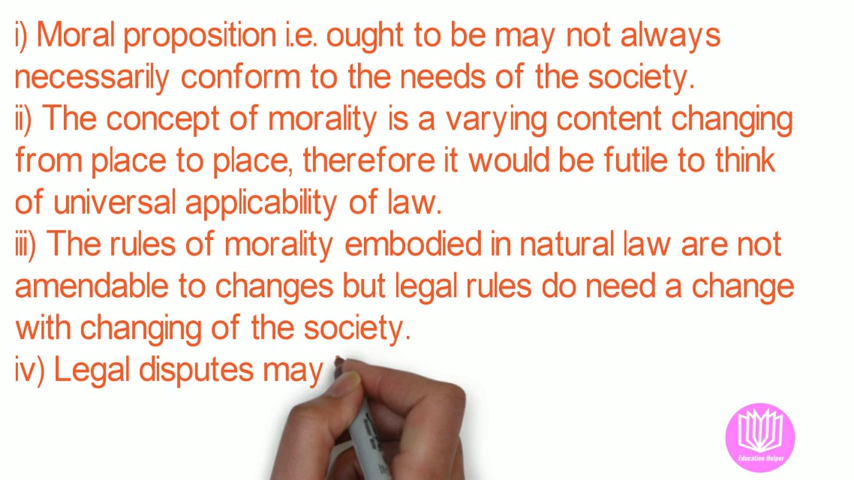 i) Moral proposition i.e. ought to be may not always
necessarily conform to the needs of the society.
ii) The concept of morality is a varying content changing
from place to place, therefore it would be futile to think
of universal applicability of law.
iii) The rules of morality embodied in natural law are not
amendable to changes but legal rules do need a change
with changing of the society.
iv) Legal disputes may
Education Helper